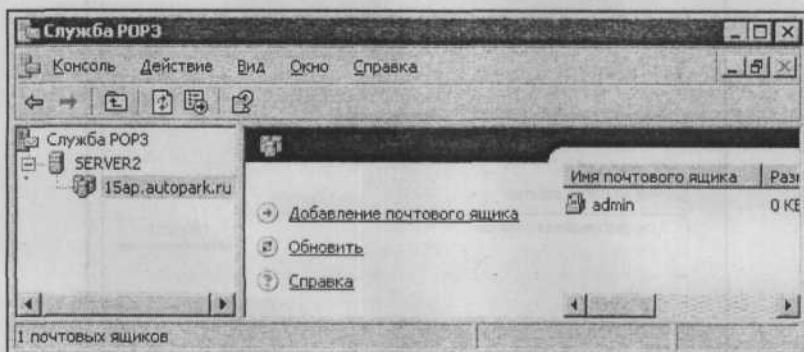 Служба POP3
Консоль Действие Вид Окно Справка
Служба POP3
SERVER2
15ap.autopark.ru
Имя почтового ящика
admin
0 КБ
Добавление почтового ящика
Обновить
Справка
1 почтовых ящиков